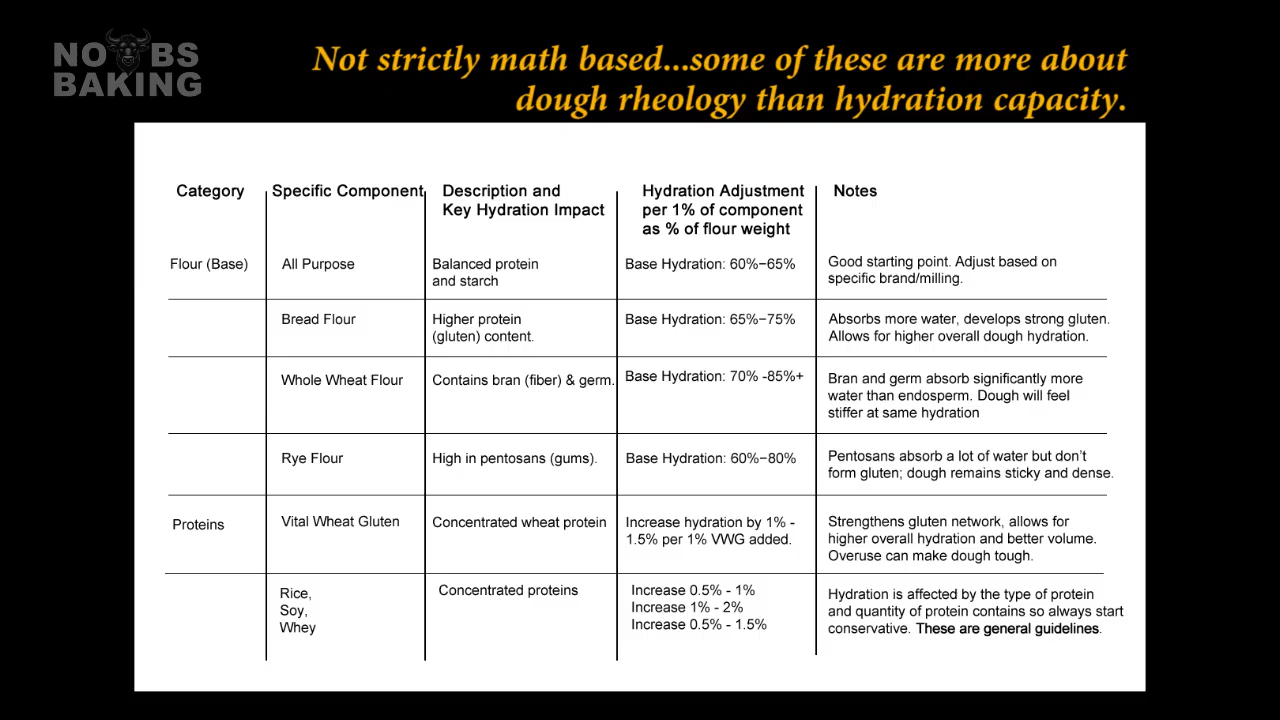 NO BS
BAKING
Not strictly math based...some of these are more about
dough rheology than hydration capacity.
Category
Specific Component
Description and
Key Hydration Impact
Hydration Adjustment
per 1% of component
as % of flour weight
Notes
Flour (Base)
All Purpose
Balanced protein
and starch
Base Hydration: 60%–65%
Good starting point. Adjust based on
specific brand/milling.
Bread Flour
Higher protein
(gluten) content.
Base Hydration: 65%–75%
Absorbs more water, develops strong gluten.
Allows for higher overall dough hydration.
Whole Wheat Flour
Contains bran (fiber) & germ.
Base Hydration: 70% -85%+
Bran and germ absorb significantly more
water than endosperm. Dough will feel
stiffer at same hydration
Rye Flour
High in pentosans (gums).
Base Hydration: 60%–80%
Pentosans absorb a lot of water but don't
form gluten; dough remains sticky and dense.
Proteins
Vital Wheat Gluten
Concentrated wheat protein
Increase hydration by 1% -
1.5% per 1% VWG added.
Strengthens gluten network, allows for
higher overall hydration and better volume.
Overuse can make dough tough.
Rice,
Soy,
Whey
Concentrated proteins
Increase 0.5% - 1%
Increase 1% - 2%
Increase 0.5% - 1.5%
Hydration is affected by the type of protein
and quantity of protein contains so always start
conservative. These are general guidelines.